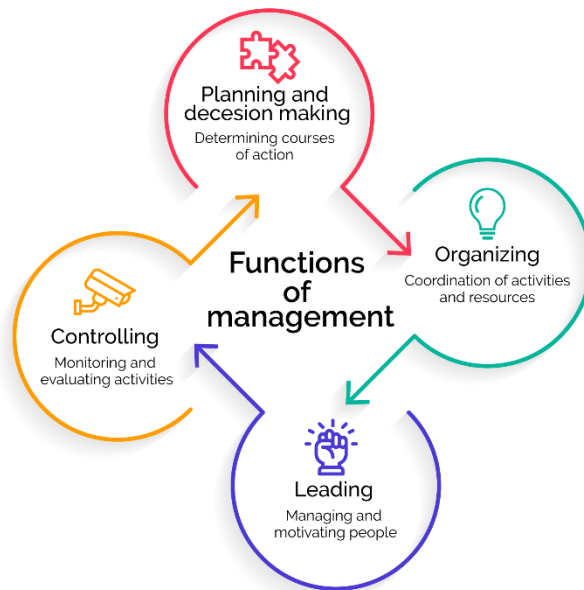 Planning and
decesion making
Determining courses
of action
Organizing
Coordination of activities
and resources
Functions
of
management
Controlling
Monitoring and
evaluating activities
Leading
Managing and
motivating people